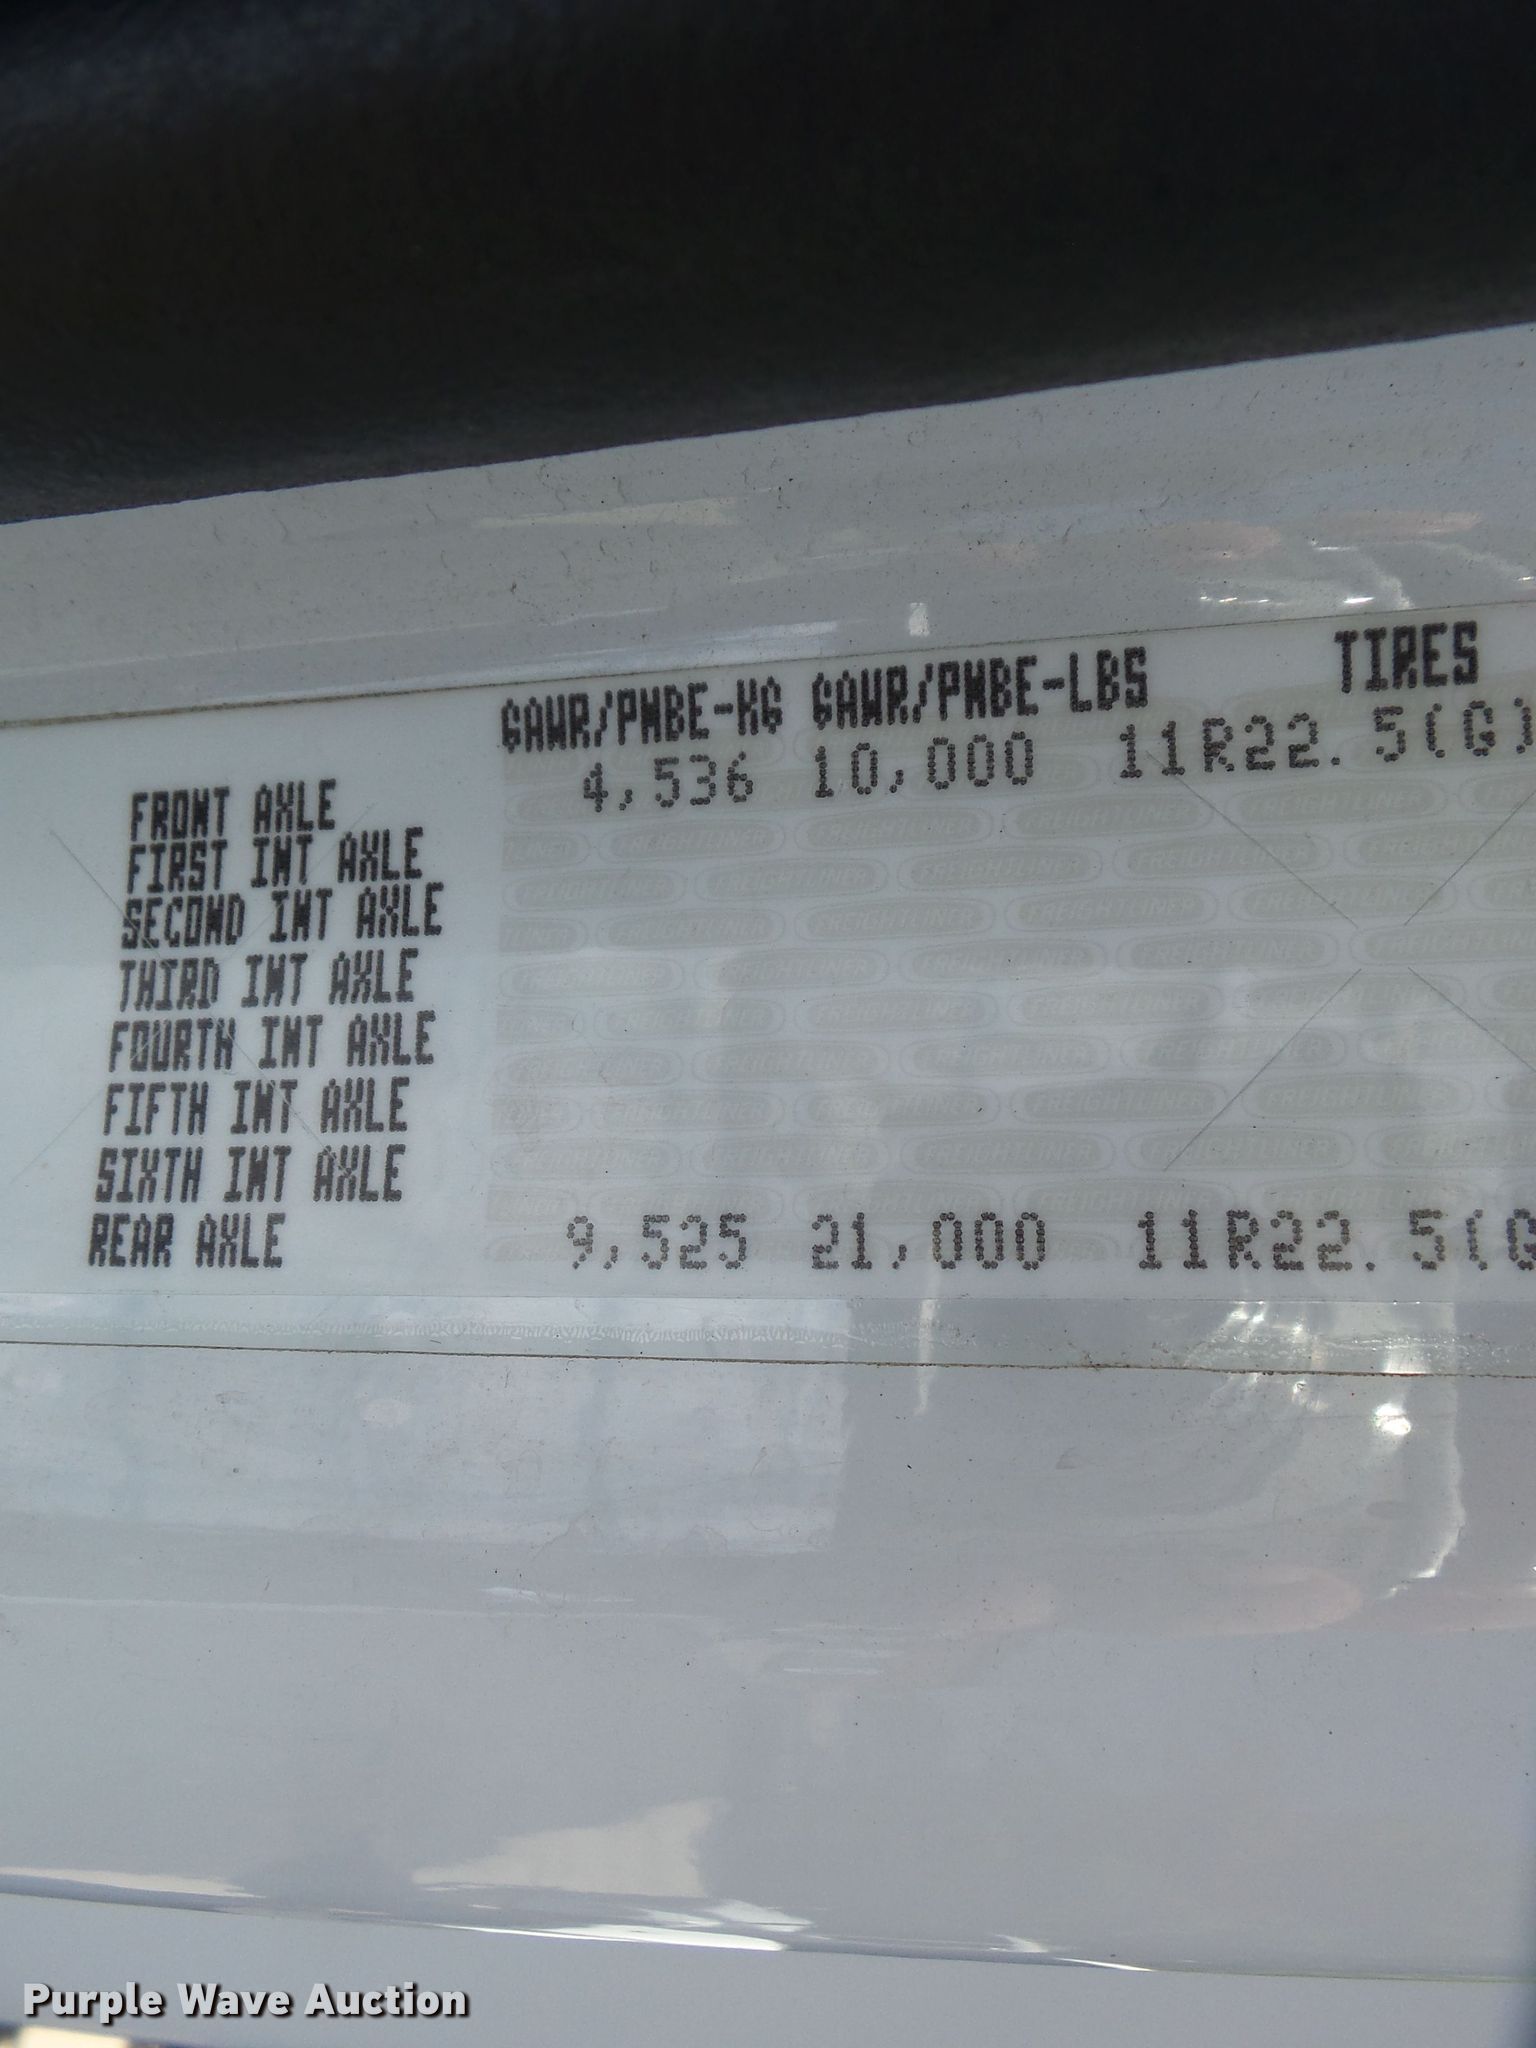 GAWR/PNBE-KG GAWR/PNBE-LBS TIRES
FRONT AXLE 4,536 10,000 11R22.5(G)
FIRST INT AXLE
SECOND INT AXLE
THIRD INT AXLE
FOURTH INT AXLE
FIFTH INT AXLE
SIXTH INT AXLE
REAR AXLE 9,525 21,000 11R22.5(G
Purple Wave Auction